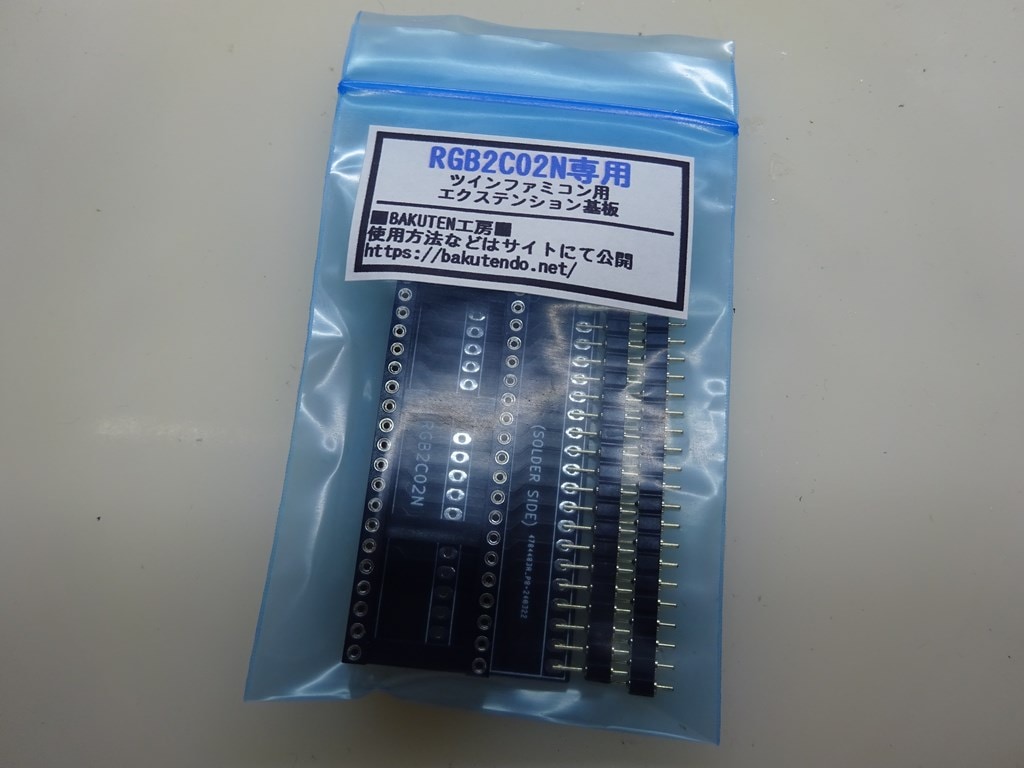 RGB2C02N専用
ツインファミコン用
エクステンション基板
■BAKUTEN工房■
使用方法などはサイトにて公開
https://bakutendo.net/
RGB2C02N
(SOLDER SIDE)